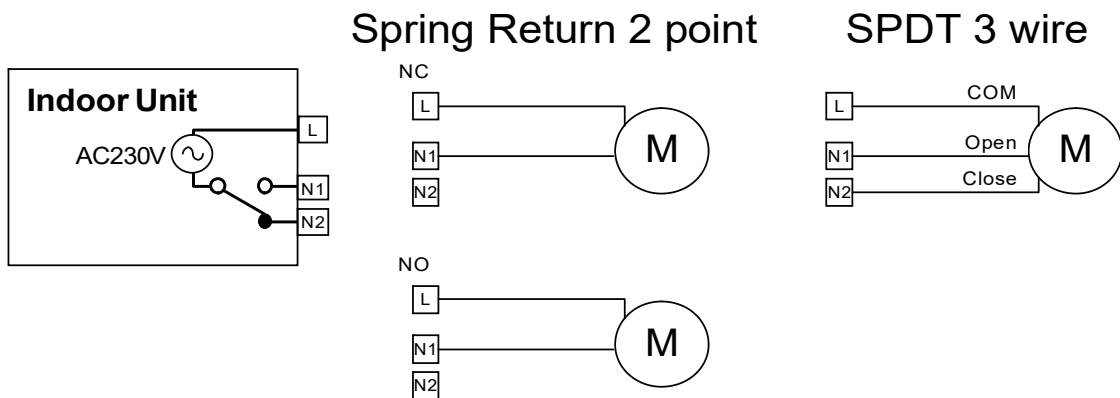 Spring Return 2 point
SPDT 3 wire
Indoor Unit
AC230V
L
N1
N2
NC
L
N1
N2
M
NO
L
N1
N2
M
L
N1
N2
COM
Open
Close
M